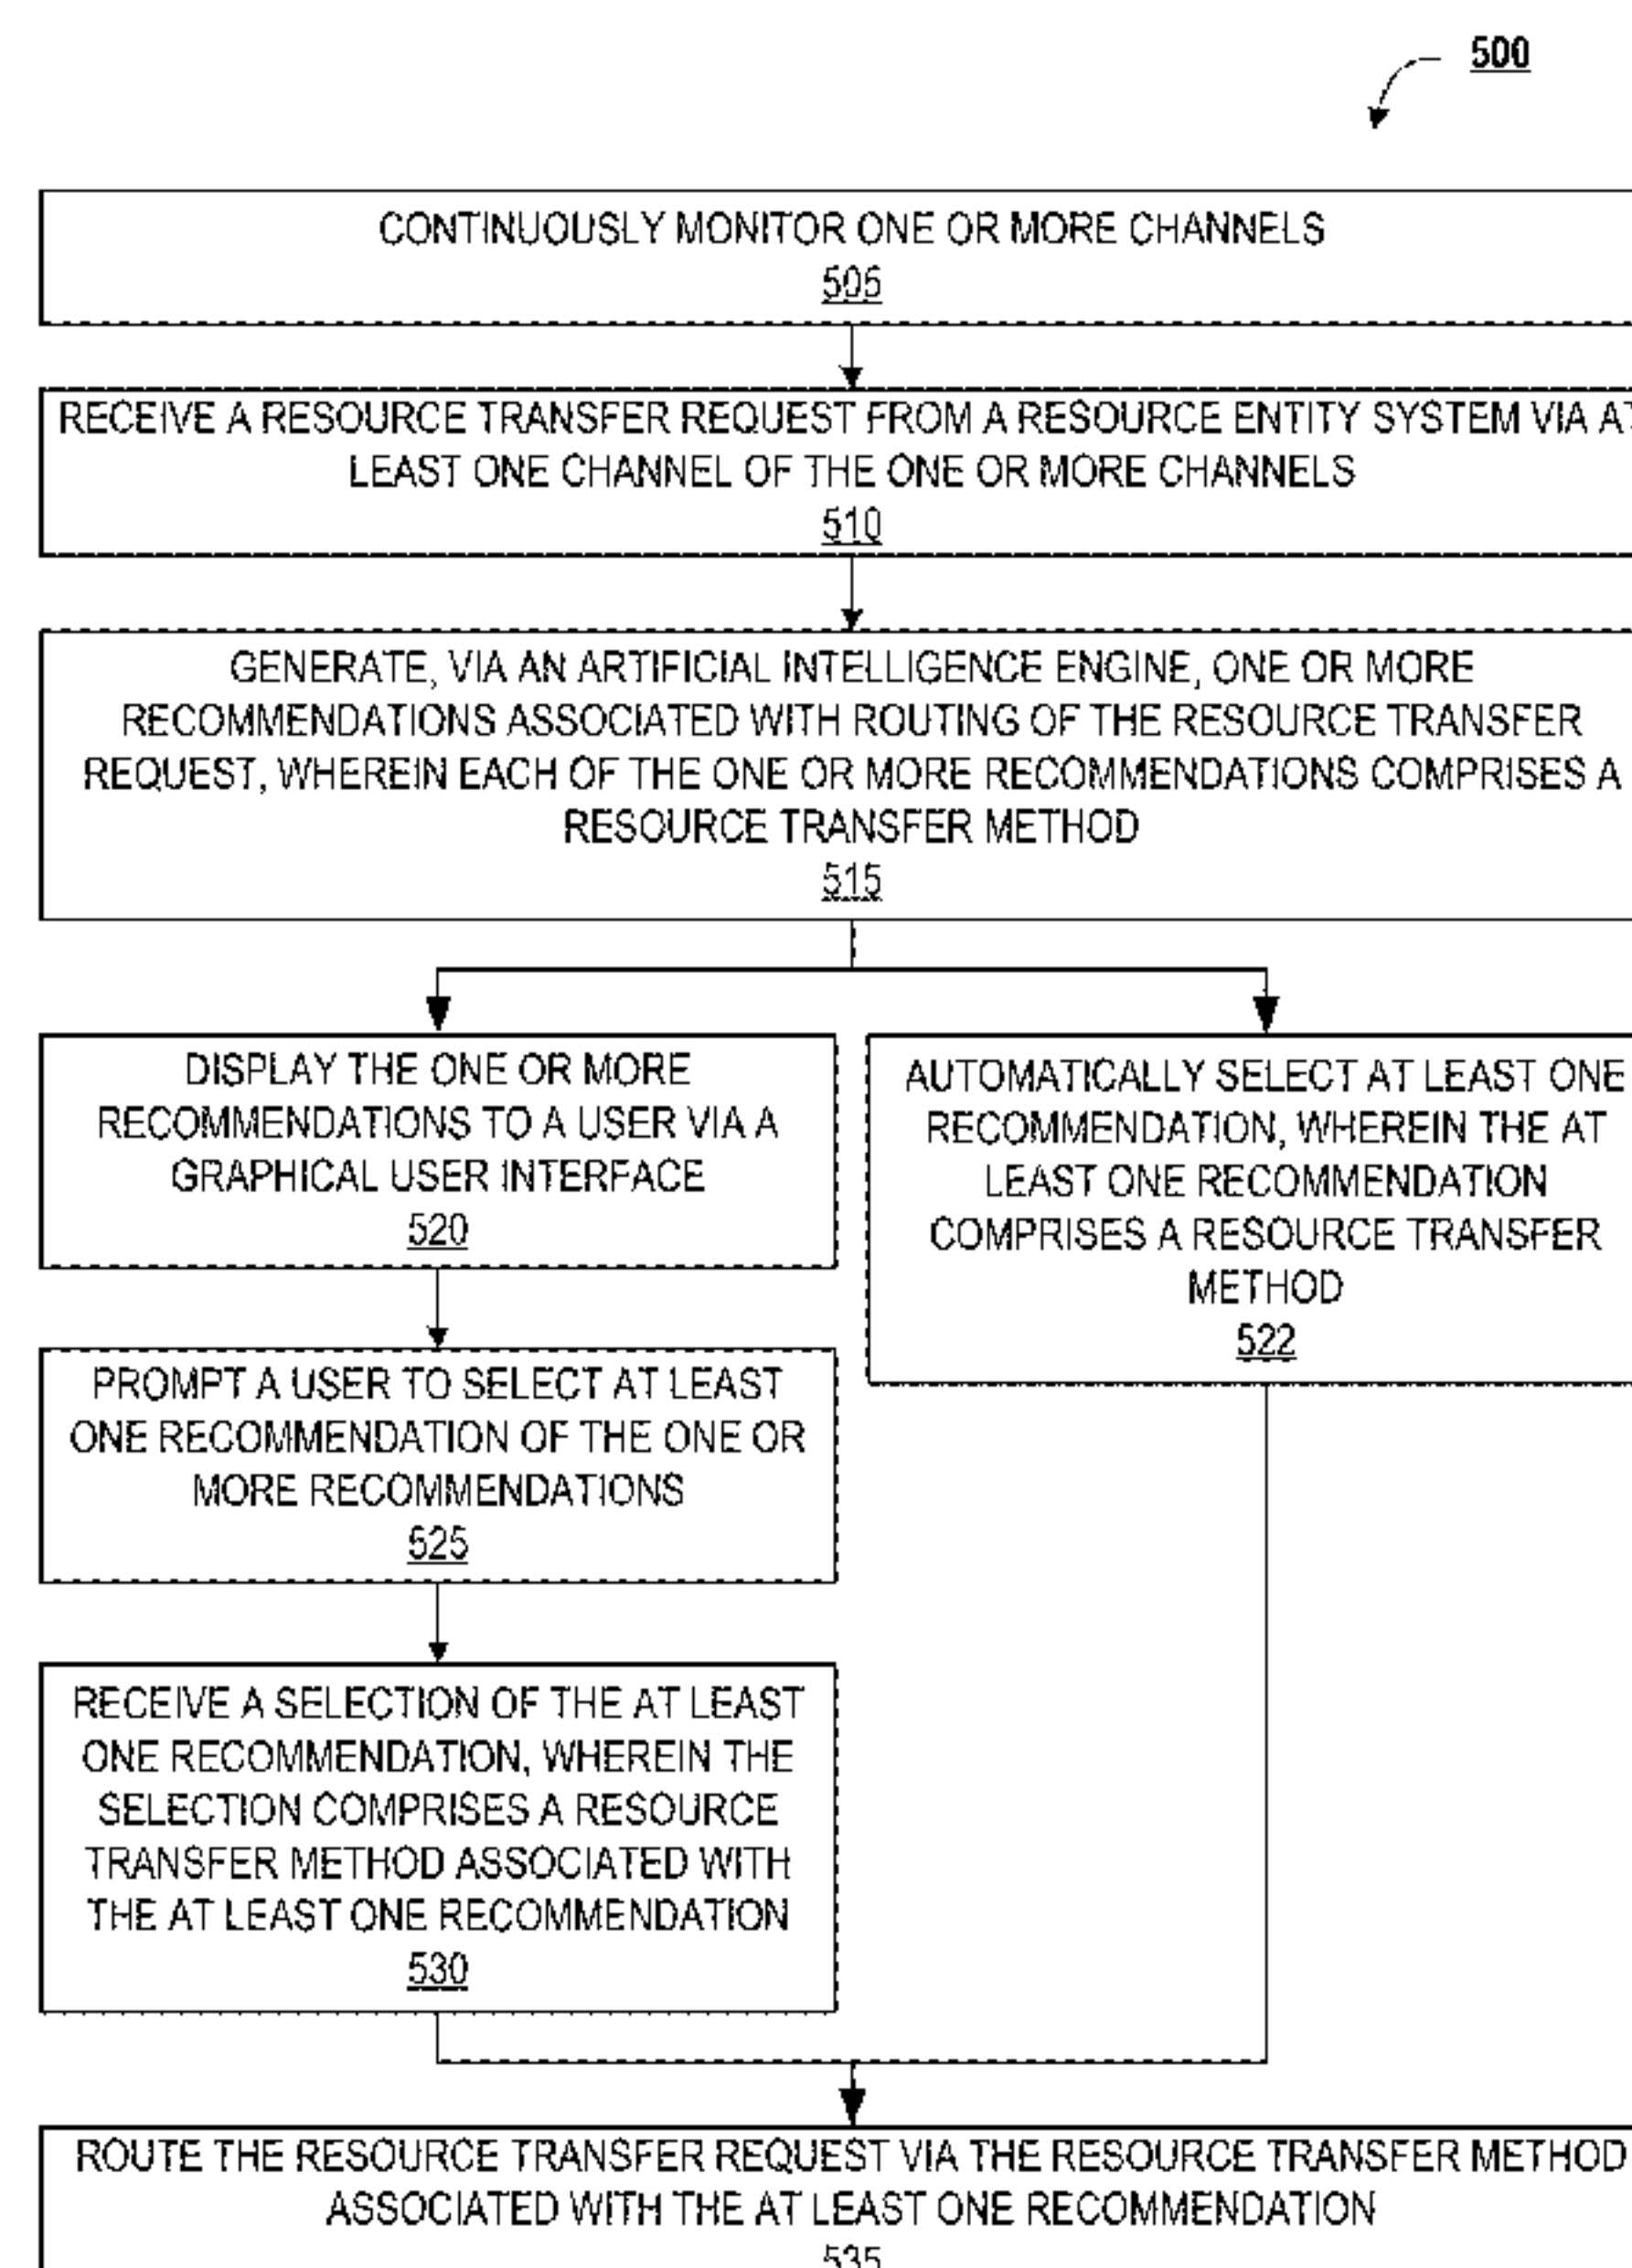 500
CONTINUOUSLY MONITOR ONE OR MORE CHANNELS
505
RECEIVE A RESOURCE TRANSFER REQUEST FROM A RESOURCE ENTITY SYSTEM VIA AT
LEAST ONE CHANNEL OF THE ONE OR MORE CHANNELS
510
GENERATE, VIA AN ARTIFICIAL INTELLIGENCE ENGINE, ONE OR MORE
RECOMMENDATIONS ASSOCIATED WITH ROUTING OF THE RESOURCE TRANSFER
REQUEST, WHEREIN EACH OF THE ONE OR MORE RECOMMENDATIONS COMPRISES A
RESOURCE TRANSFER METHOD
515
DISPLAY THE ONE OR MORE
RECOMMENDATIONS TO A USER VIA A
GRAPHICAL USER INTERFACE
520
AUTOMATICALLY SELECT AT LEAST ONE
RECOMMENDATION, WHEREIN THE AT
LEAST ONE RECOMMENDATION
COMPRISES A RESOURCE TRANSFER
METHOD
522
PROMPT A USER TO SELECT AT LEAST
ONE RECOMMENDATION OF THE ONE OR
MORE RECOMMENDATIONS
525
RECEIVE A SELECTION OF THE AT LEAST
ONE RECOMMENDATION, WHEREIN THE
SELECTION COMPRISES A RESOURCE
TRANSFER METHOD ASSOCIATED WITH
THE AT LEAST ONE RECOMMENDATION
530
ROUTE THE RESOURCE TRANSFER REQUEST VIA THE RESOURCE TRANSFER METHOD
ASSOCIATED WITH THE AT LEAST ONE RECOMMENDATION
535